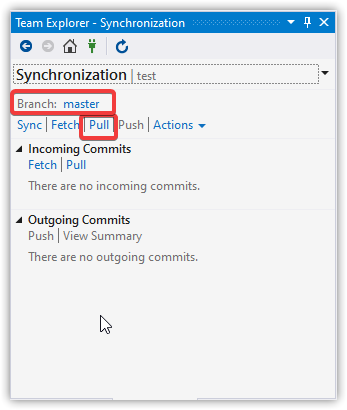 Team Explorer - Synchronization
Synchronization | test
Branch: master
Sync | Fetch | Pull | Push | Actions
Incoming Commits
Fetch | Pull
There are no incoming commits.
Outgoing Commits
Push | View Summary
There are no outgoing commits.